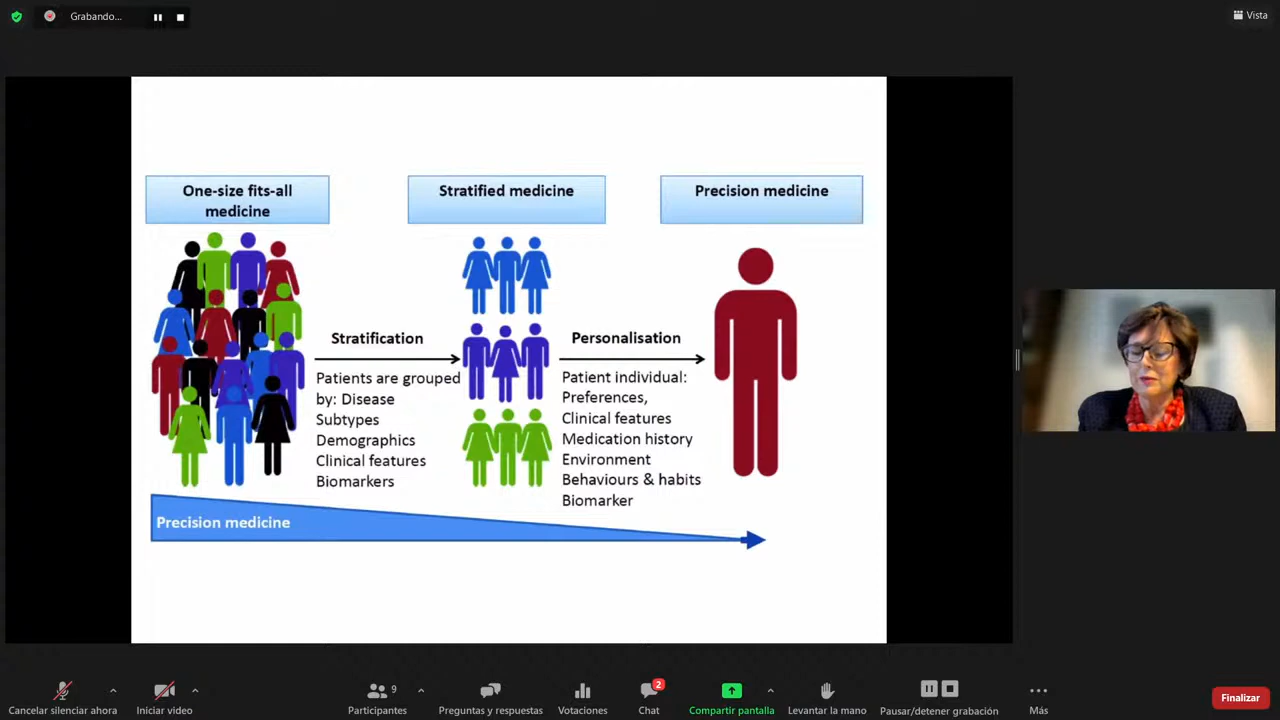 Grabando...
Vista
One-size fits-all
medicine
Stratified medicine
Precision medicine
Stratification
Patients are grouped
by: Disease
Subtypes
Demographics
Clinical features
Biomarkers
Personalisation
Patient individual:
Preferences,
Clinical features
Medication history
Environment
Behaviours & habits
Biomarker
Precision medicine
Cancelar silenciar ahora
Iniciar video
9
Participantes
Preguntas y respuestas
Votaciones
2
Chat
Compartir pantalla
Levantar la mano
Pausar/detener grabación
Más
Finalizar